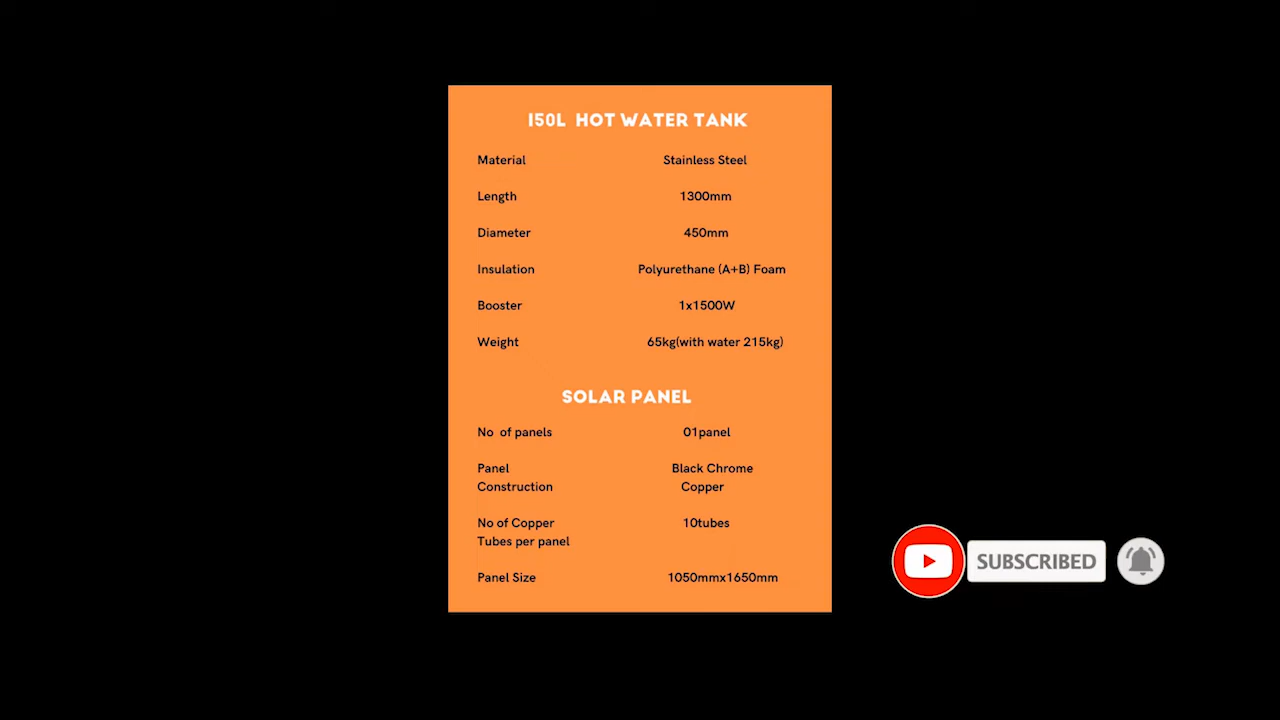 150L HOT WATER TANK
Material Stainless Steel
Length 1300mm
Diameter 450mm
Insulation Polyurethane (A+B) Foam
Booster 1x1500W
Weight 65kg(with water 215kg)
SOLAR PANEL
No of panels 01panel
Panel Black Chrome
Construction Copper
No of Copper 10tubes
Tubes per panel
Panel Size 1050mmx1650mm
SUBSCRIBED